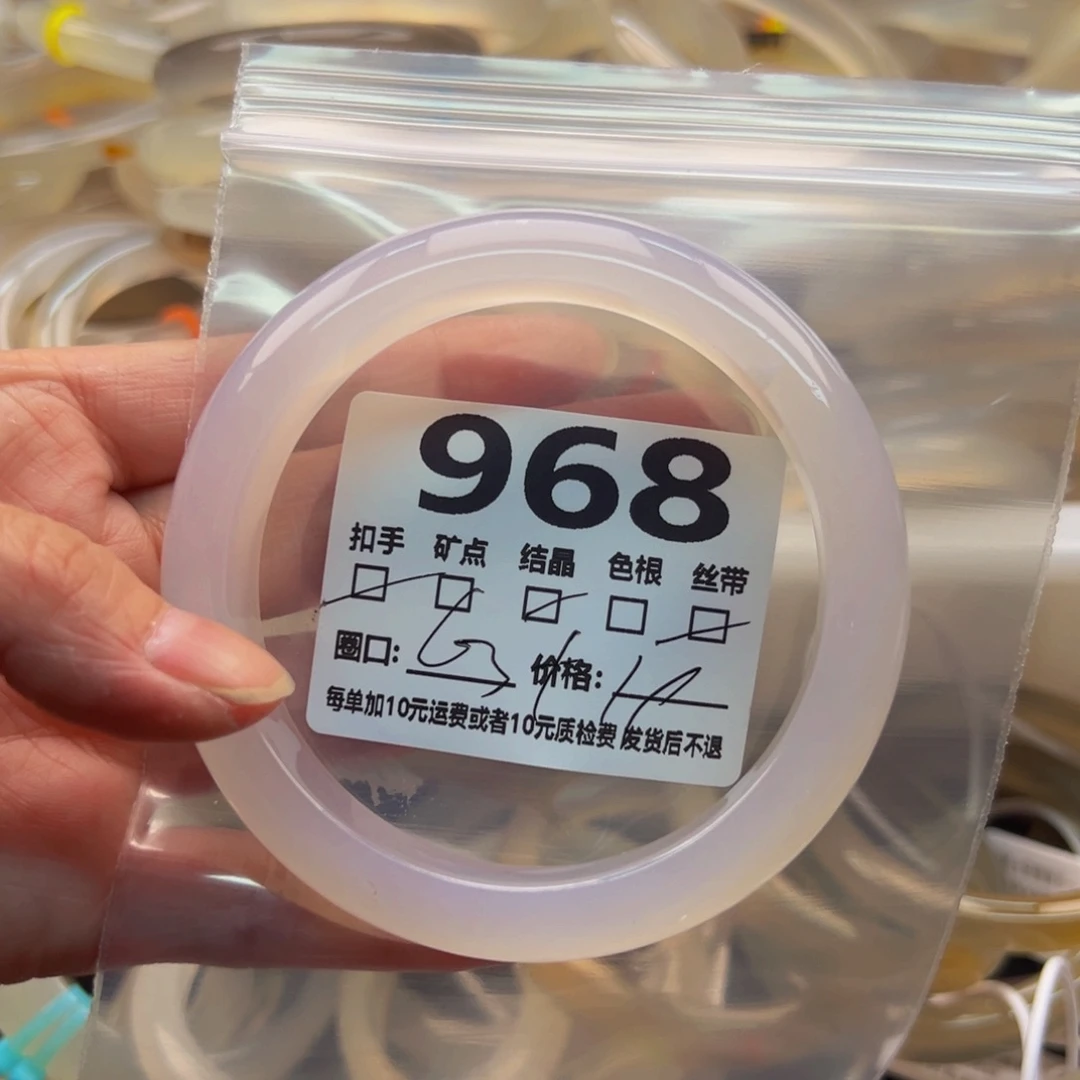 968
扣手 矿点 结晶 色根 丝带
圈口: 63 价格:
每单加10元运费或者10元质检费 发货后不退